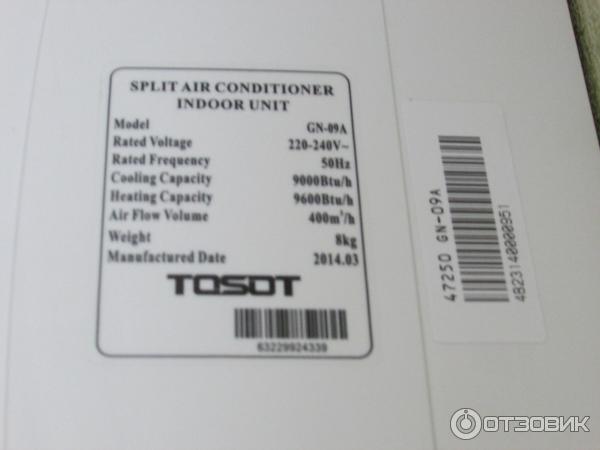 SPLIT AIR CONDITIONER
INDOOR UNIT
Model GN-09A
Rated Voltage 220-240V~
Rated Frequency 50Hz
Cooling Capacity 9000Btu/h
Heating Capacity 9600Btu/h
Air Flow Volume 400m³/h
Weight 8kg
Manufactured Date 2014.03
TOSOT
63229924339
47250 GN-09A
4823140000951
ОТЗОВИК